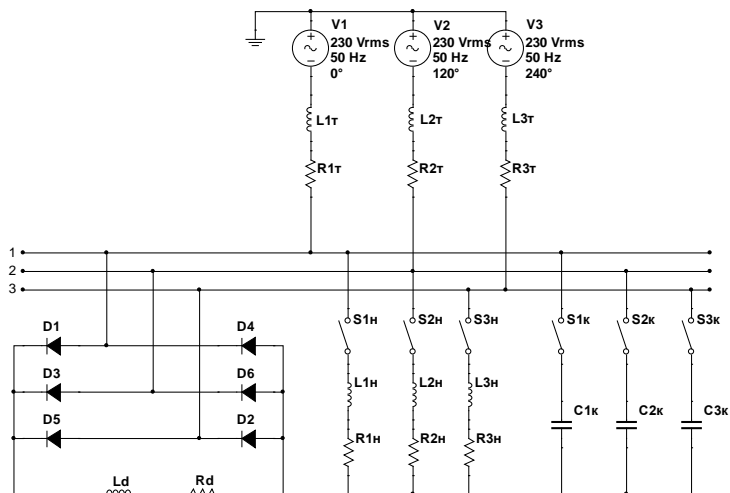 V1
230 Vrms
50 Hz
0°
V2
230 Vrms
50 Hz
120°
V3
230 Vrms
50 Hz
240°
L1т
L2т
L3т
R1т
R2т
R3т
1
2
3
D1
D4
S1н
S2н
S3н
S1к
S2к
S3к
D3
D6
L1н
L2н
L3н
D5
D2
C1к
C2к
C3к
R1н
R2н
R3н
Ld
Rd